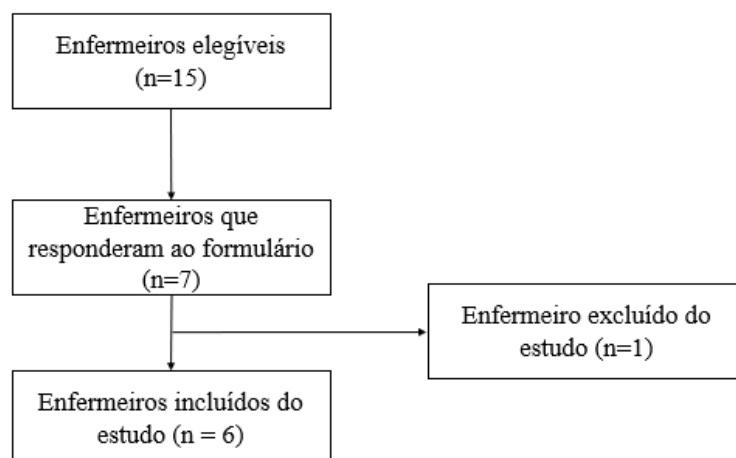 Enfermeiros elegíveis
(n=15)
Enfermeiros que
responderam ao formulário
(n=7)
Enfermeiro excluído do
estudo (n=1)
Enfermeiros incluídos do
estudo (n = 6)